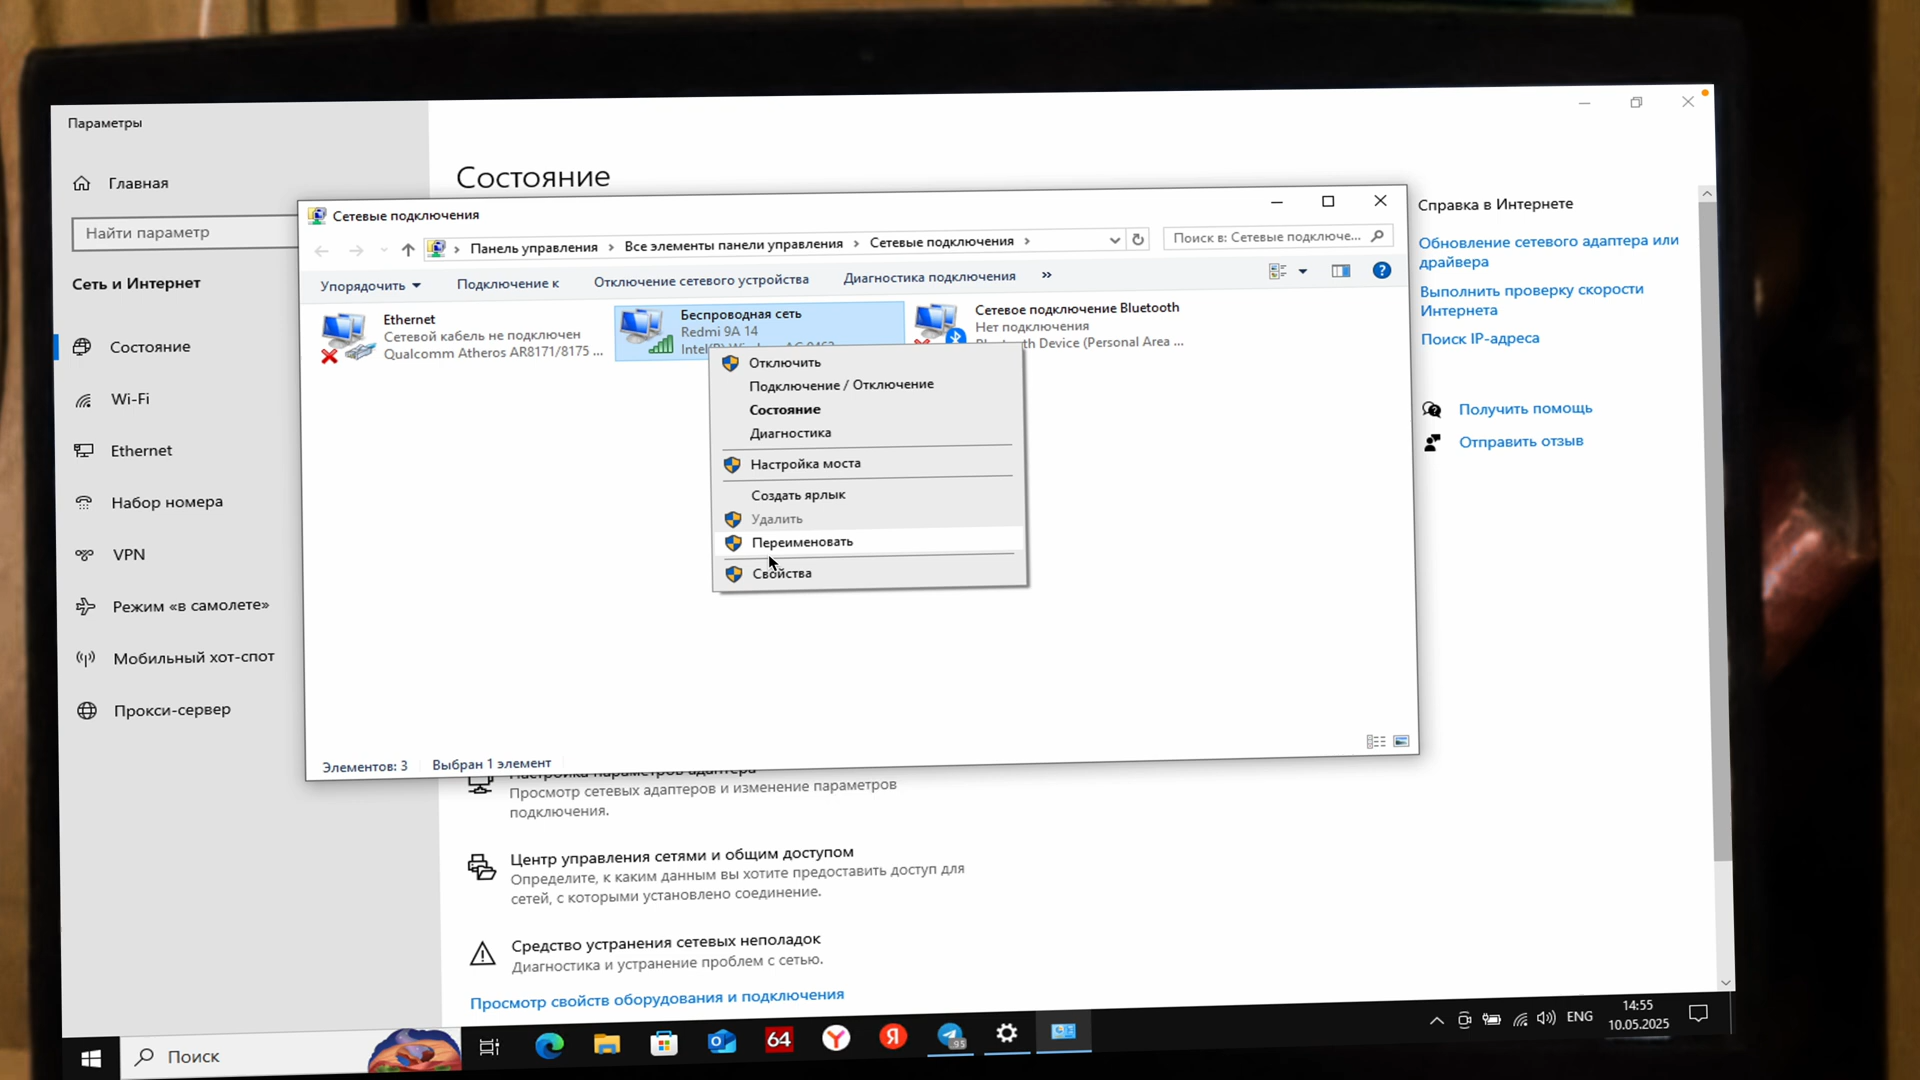 Параметры
Главная
Найти параметр
Сеть и Интернет
Состояние
Wi-Fi
Ethernet
Набор номера
VPN
Режим «в самолете»
Мобильный хот-спот
Прокси-сервер
Состояние
Сетевые подключения
Панель управления
Все элементы панели управления
Сетевые подключения
Поиск в: Сетевые подключе...
Упорядочить
Подключение к
Отключение сетевого устройства
Диагностика подключения
»
Ethernet
Сетевой кабель не подключен
Qualcomm Atheros AR8171/8175 ...
Беспроводная сеть
Redmi 9A 14
Сетевое подключение Bluetooth
Нет подключения
Device (Personal Area ...
Отключить
Подключение / Отключение
Состояние
Диагностика
Настройка моста
Создать ярлык
Удалить
Переименовать
Свойства
Элементов: 3
Выбран 1 элемент
Настройка параметров адаптера
Просмотр сетевых адаптеров и изменение параметров
подключения.
Центр управления сетями и общим доступом
Определите, к каким данным вы хотите предоставить доступ для
сетей, с которыми установлено соединение.
Средство устранения сетевых неполадок
Диагностика и устранение проблем с сетью.
Просмотр свойств оборудования и подключения
Справка в Интернете
Обновление сетевого адаптера или
драйвера
Выполнить проверку скорости
Интернета
Поиск IP-адреса
Получить помощь
Отправить отзыв
Поиск
64
Y
Я
95
ENG
14:55
10.05.2025